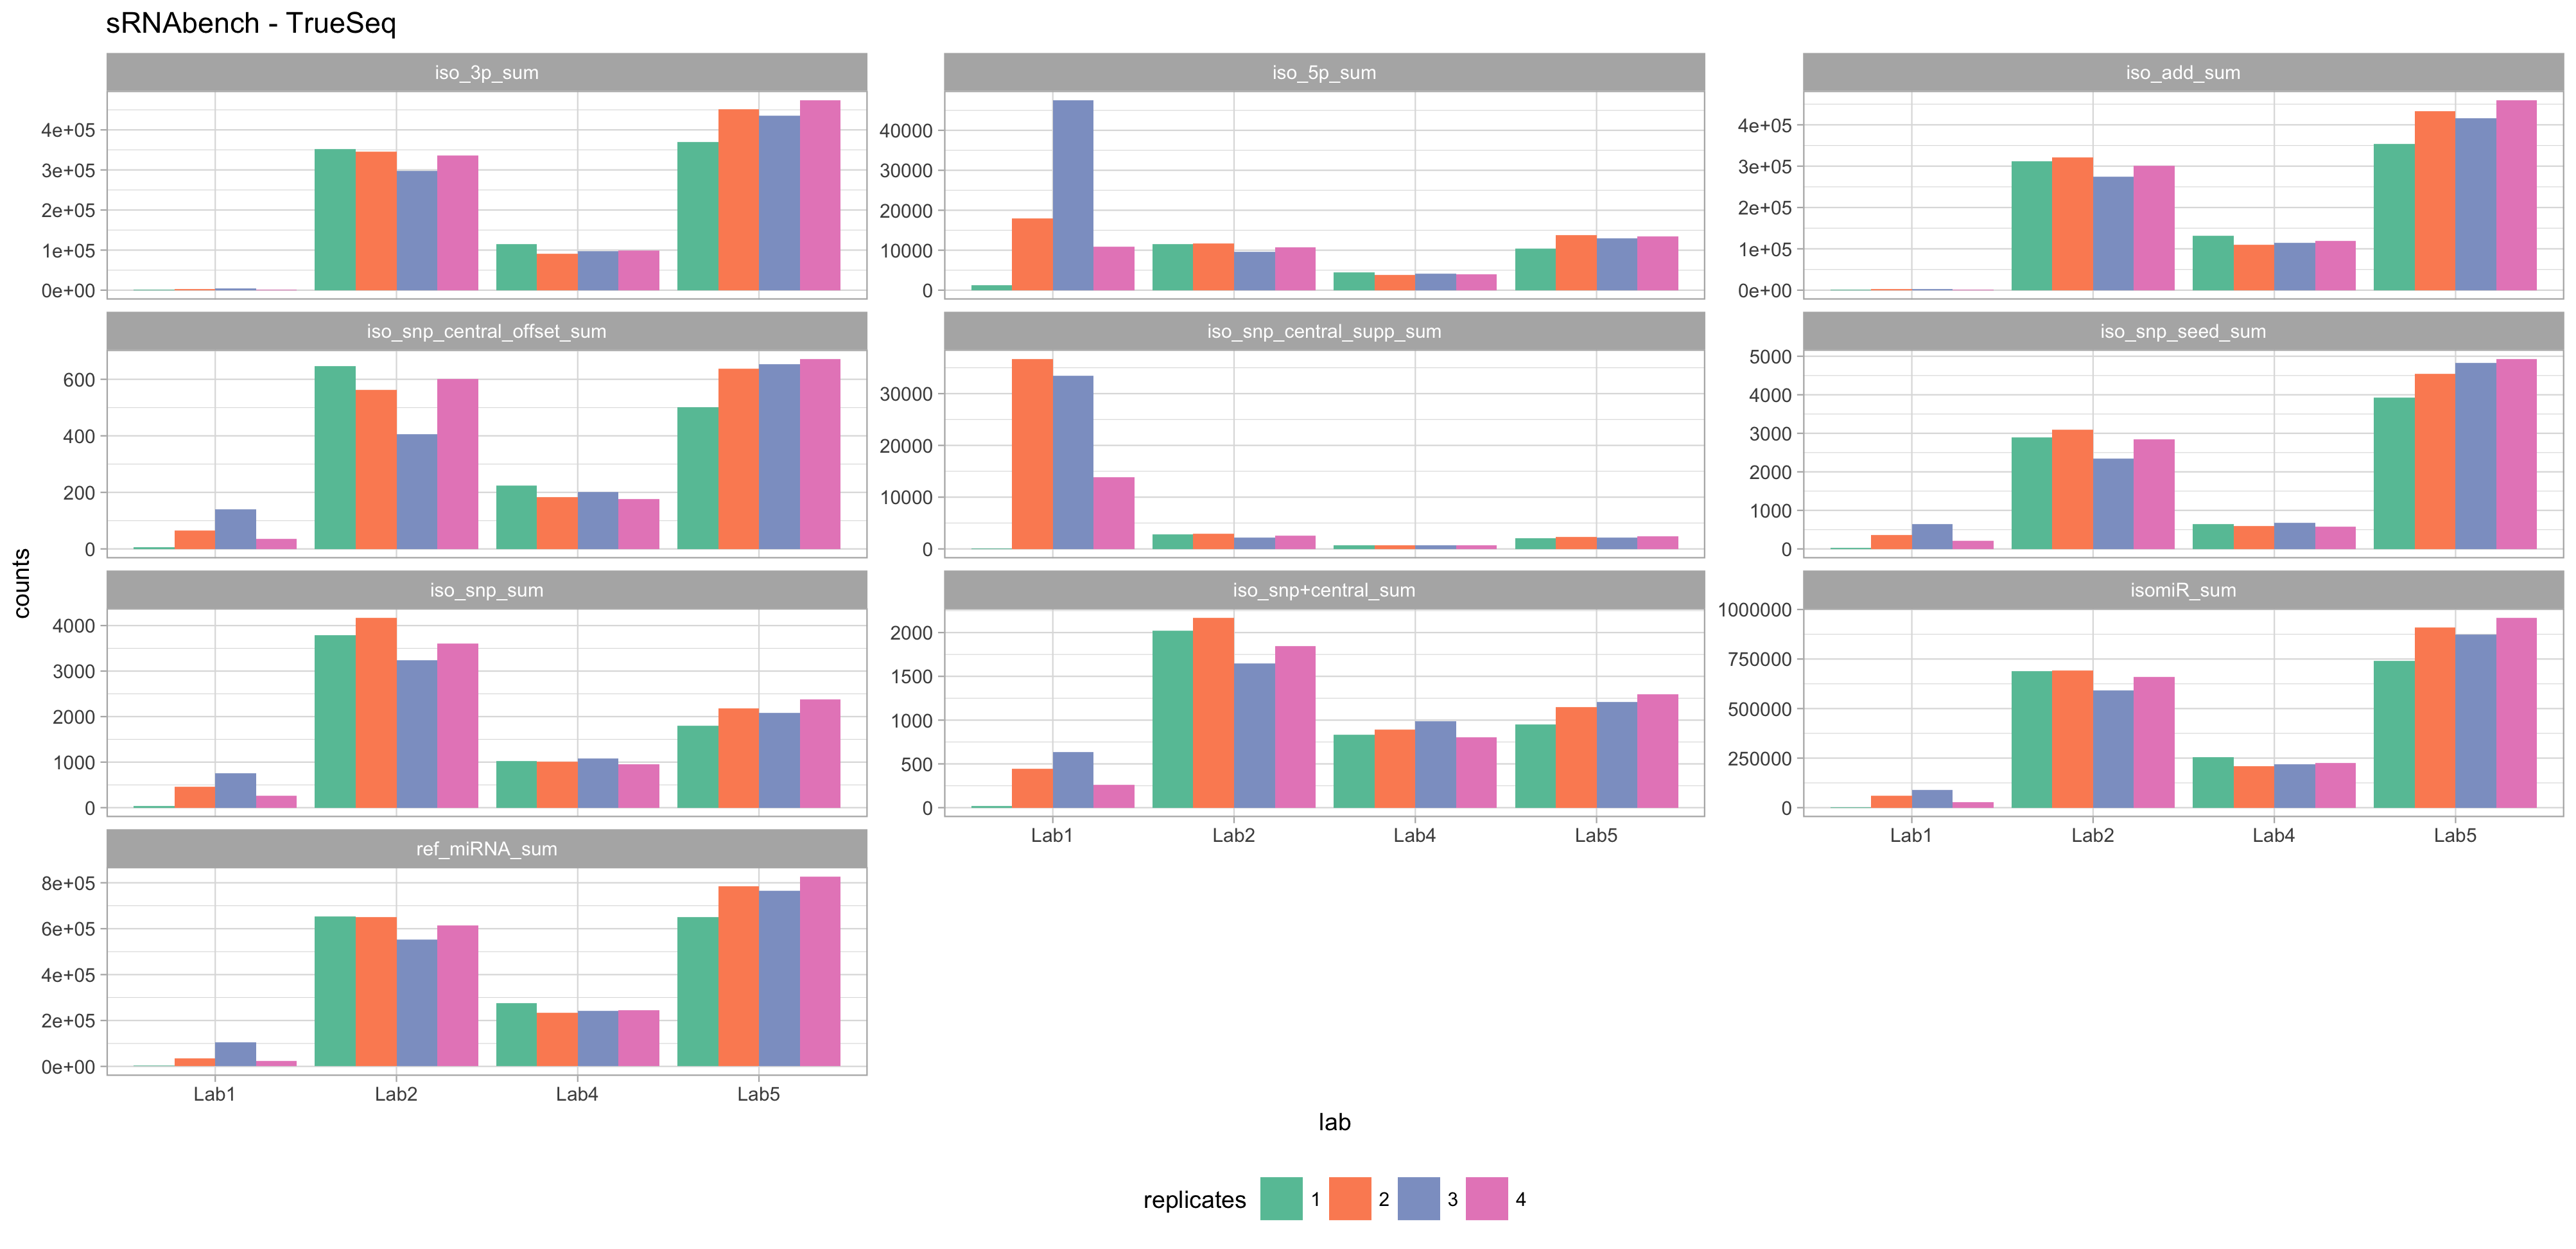 sRNAbench - TrueSeq
counts
iso_3p_sum
4e+05
3e+05
2e+05
1e+05
0e+00
iso_5p_sum
40000
30000
20000
10000
0
iso_add_sum
4e+05
3e+05
2e+05
1e+05
0e+00
iso_snp_central_offset_sum
600
400
200
0
iso_snp_central_supp_sum
30000
20000
10000
0
iso_snp_seed_sum
5000
4000
3000
2000
1000
0
iso_snp_sum
4000
3000
2000
1000
0
iso_snp+central_sum
2000
1500
1000
500
0
Lab1 Lab2 Lab4 Lab5
isomiR_sum
1000000
750000
500000
250000
0
Lab1 Lab2 Lab4 Lab5
ref_miRNA_sum
8e+05
6e+05
4e+05
2e+05
0e+00
Lab1 Lab2 Lab4 Lab5
lab
replicates 1 2 3 4